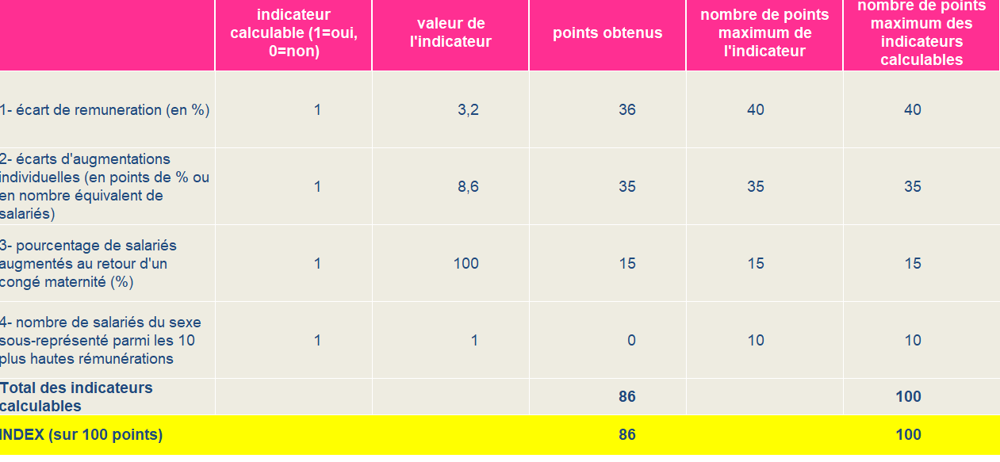 indicateur calculable (1=oui, 0=non) valeur de l'indicateur points obtenus nombre de points maximum de l'indicateur nombre de points maximum des indicateurs calculables
1- écart de remuneration (en %) 1 3,2 36 40 40
2- écarts d'augmentations
individuelles (en points de % ou
en nombre équivalent de
salariés) 1 8,6 35 35 35
3- pourcentage de salariés
augmentés au retour d'un
congé maternité (%) 1 100 15 15 15
4- nombre de salariés du sexe
sous-représenté parmi les 10
plus hautes rémunérations 1 1 0 10 10
Total des indicateurs
calculables 86 100
INDEX (sur 100 points) 86 100